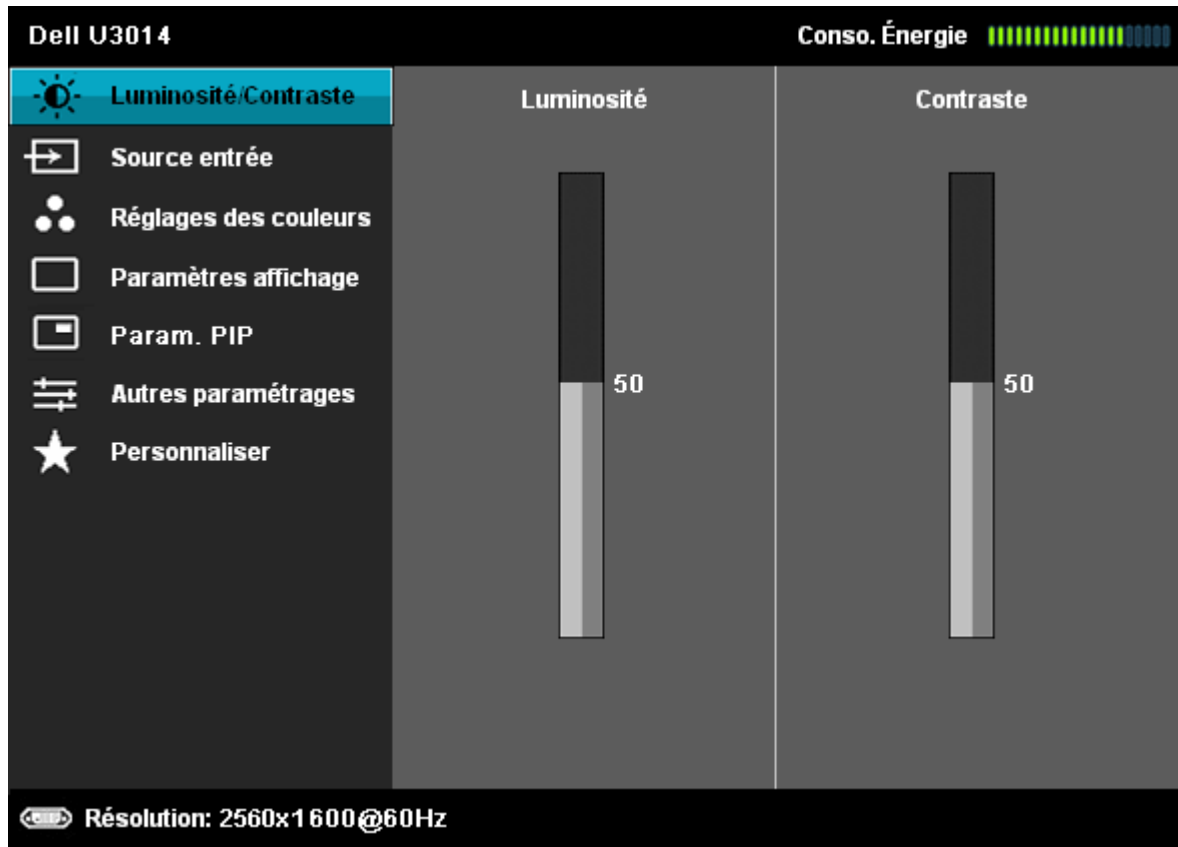 Dell U3014
Conso. Énergie
Luminosité/Contraste
Source entrée
Réglages des couleurs
Paramètres affichage
Param. PIP
Autres paramétrages
Personnaliser
Luminosité
50
Contraste
50
Résolution: 2560x1600@60Hz